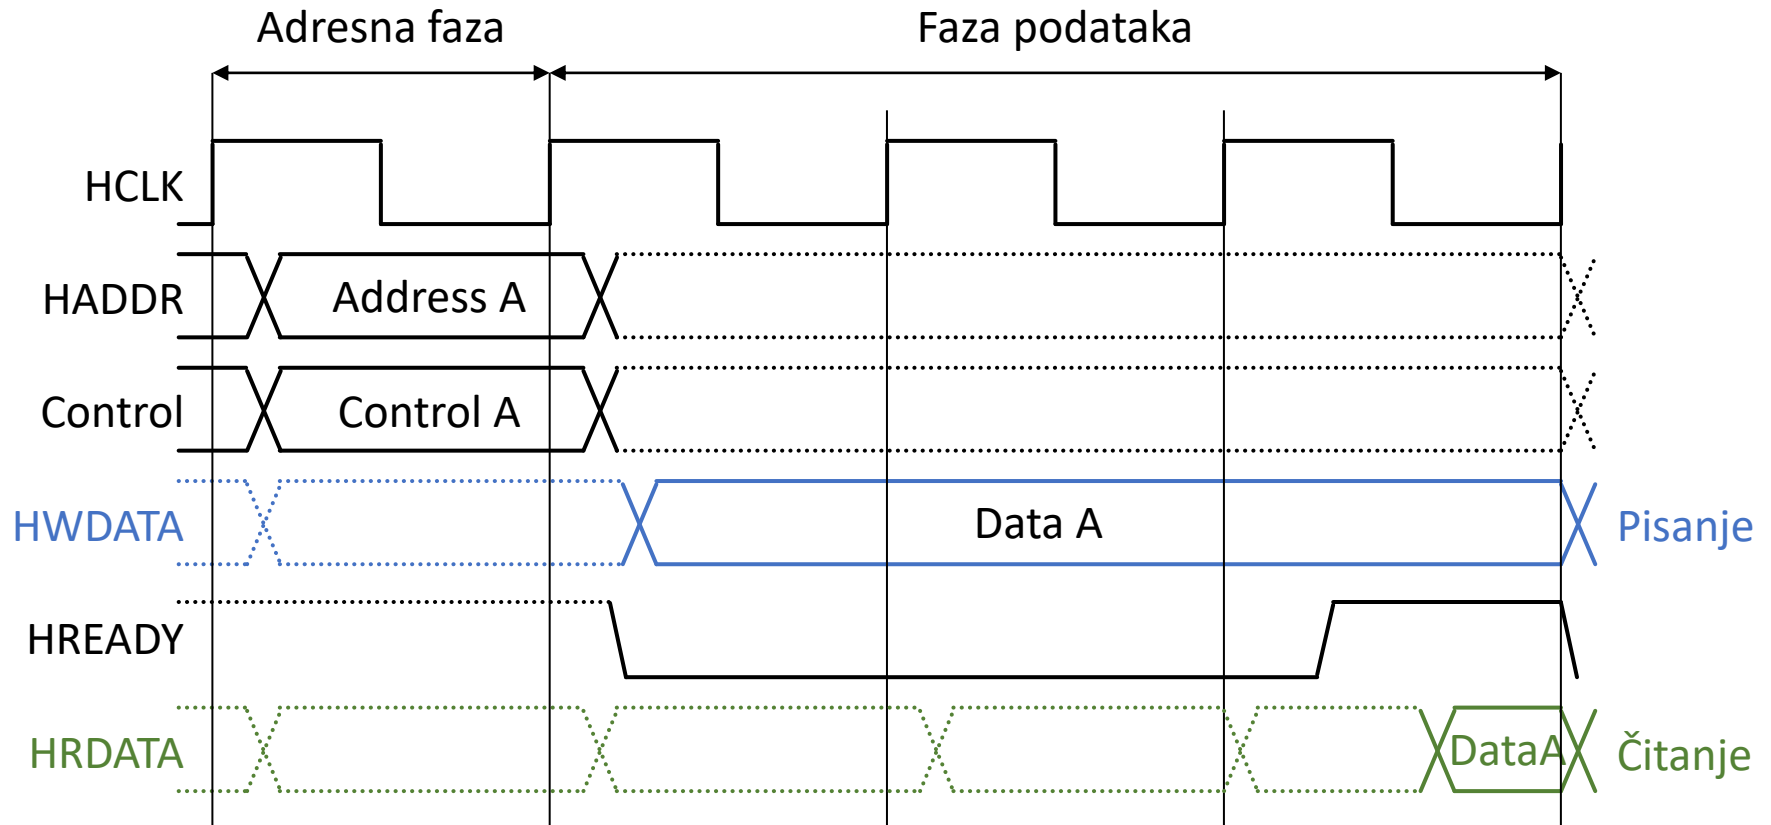 Adresna faza Faza podataka
HCLK
HADDR Address A
Control Control A
HWDATA Data A Pisanje
HREADY
HRDATA DataA Čitanje